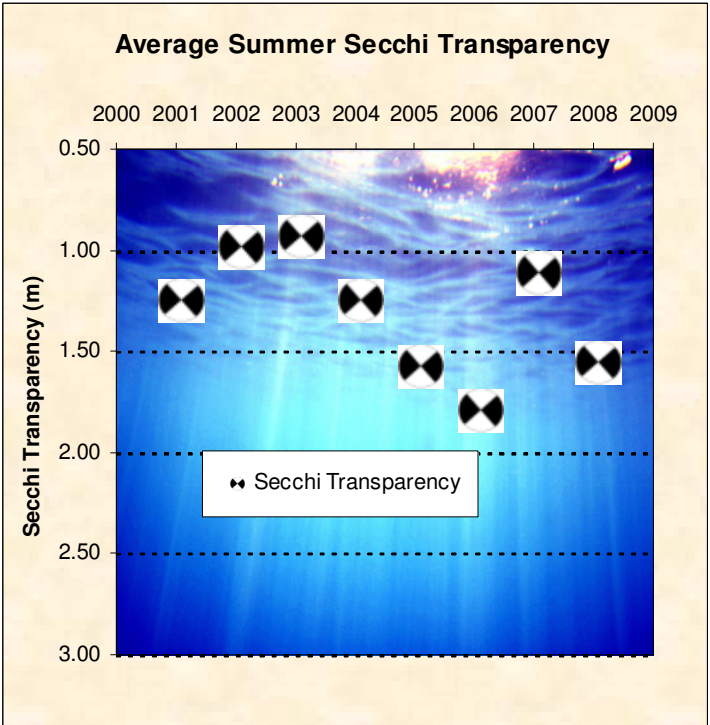 Average Summer Secchi Transparency
2000 2001 2002 2003 2004 2005 2006 2007 2008 2009
0.50
1.00
1.50
2.00
2.50
3.00
Secchi Transparency (m)
Secchi Transparency